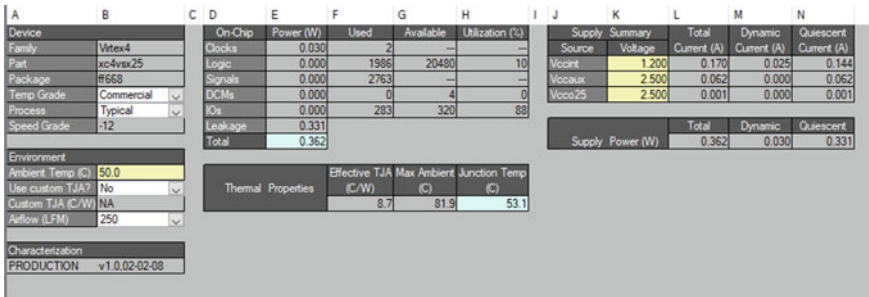 A B C D E F G H I J K L M N
Device On-Chip Power (W) Used Available Utilization (%) Supply Summary Total Dynamic Quiescent
Family Virtex4 Clocks 0.030 2 --- --- Source Voltage Current (A) Current (A) Current (A)
Part xc4vsx25 Logic 0.000 1986 20480 10 Vccint 1.200 0.170 0.025 0.144
Package ff668 Signals 0.000 2763 --- --- Vccaux 2.500 0.062 0.000 0.062
Temp Grade Commercial DCMs 0.000 0 4 0 Vcco25 2.500 0.001 0.000 0.001
Process Typical IOs 0.000 283 320 88
Speed Grade -12 Leakage 0.331 Total Dynamic Quiescent
Total 0.362 Supply Power (W) 0.362 0.030 0.331
Environment
Ambient Temp (C) 50.0 Effective TJA Max Ambient Junction Temp
Use custom TJA? No Thermal Properties (C/W) (C) (C)
Custom TJA (C/W) NA 8.7 81.9 53.1
Airflow (LFM) 250
Characterization
PRODUCTION v1.0,02-02-08